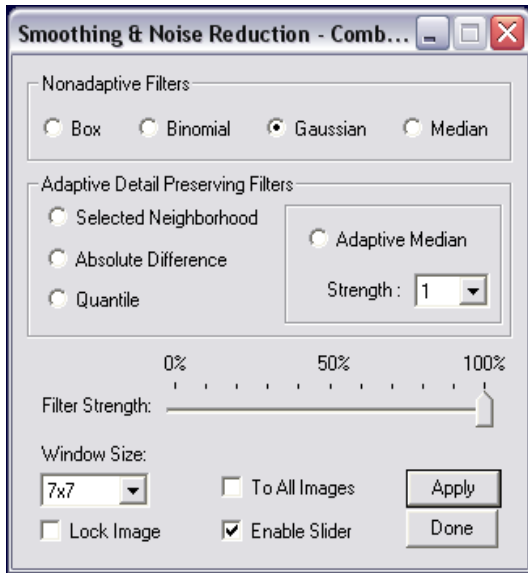 Smoothing & Noise Reduction - Comb...
Nonadaptive Filters
Box Binomial Gaussian Median
Adaptive Detail Preserving Filters
Selected Neighborhood
Absolute Difference
Quantile
Adaptive Median
Strength : 1
0% 50% 100%
Filter Strength:
Window Size:
7x7 To All Images Apply
Lock Image Enable Slider Done